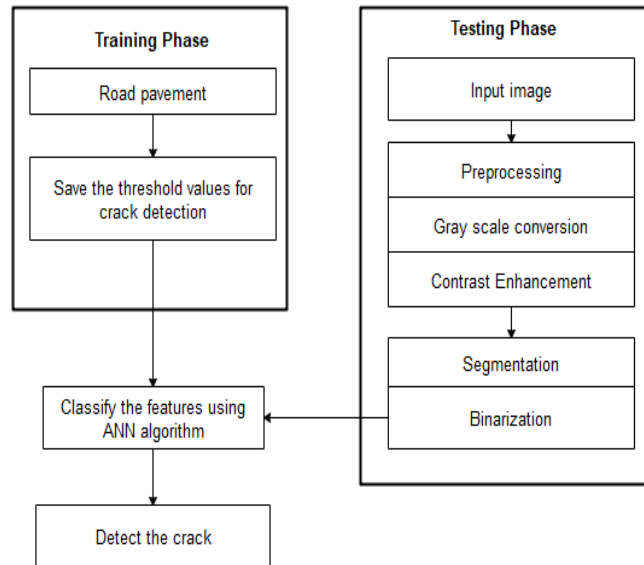 Training Phase
Road pavement
Save the threshold values for
crack detection
Testing Phase
Input image
Preprocessing
Gray scale conversion
Contrast Enhancement
Segmentation
Binarization
Classify the features using
ANN algorithm
Detect the crack